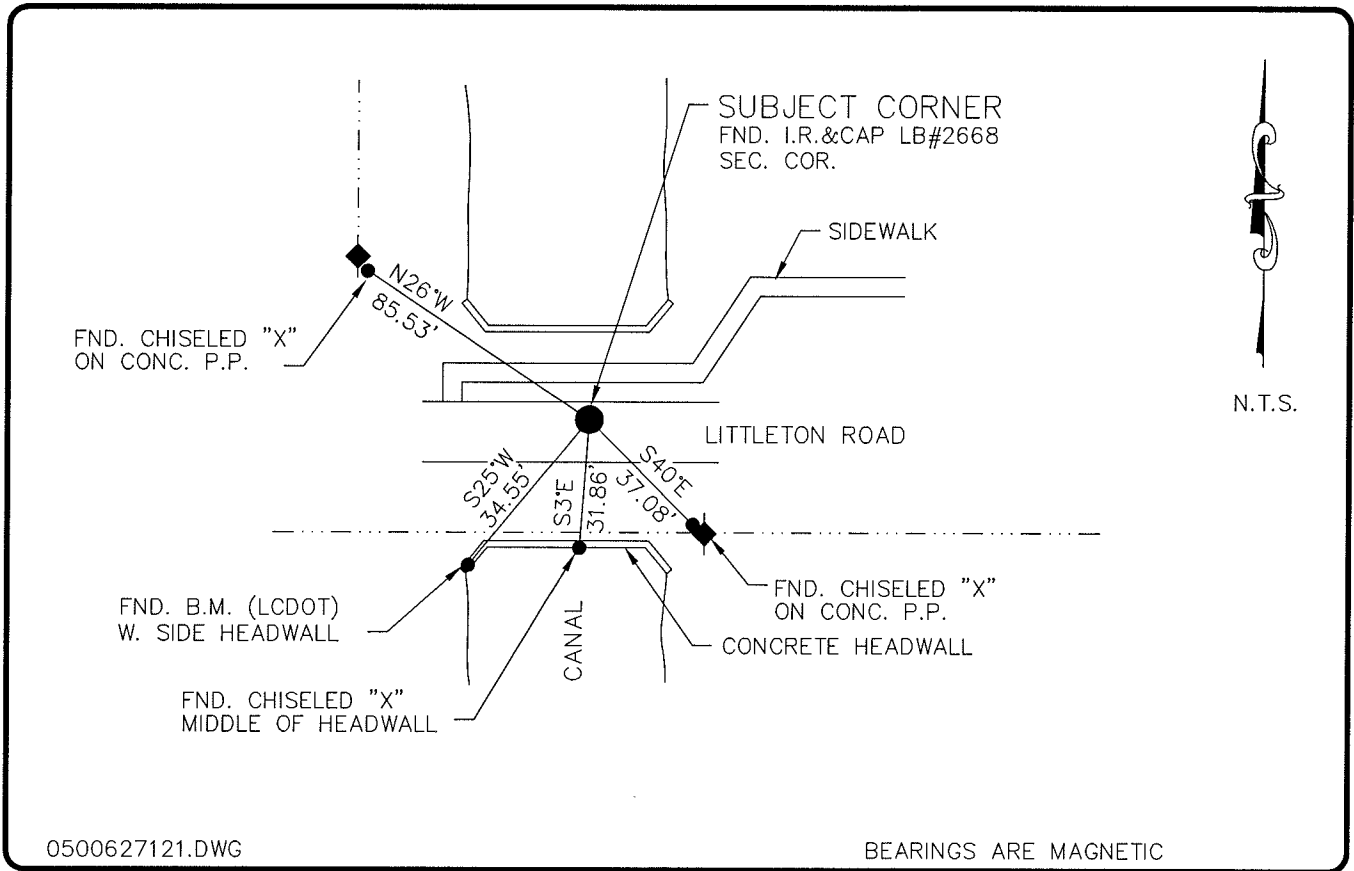 SUBJECT CORNER
FND. I.R.&CAP LB#2668
SEC. COR.
SIDEWALK
N26°W
85.53'
FND. CHISELED "X"
ON CONC. P.P.
N.T.S.
LITTLETON ROAD
S25°W
34.55'
S3°E
31.86'
S40°E
37.08'
FND. B.M. (LCDOT)
W. SIDE HEADWALL
FND. CHISELED "X"
ON CONC. P.P.
CANAL
CONCRETE HEADWALL
FND. CHISELED "X"
MIDDLE OF HEADWALL
0500627121.DWG
BEARINGS ARE MAGNETIC